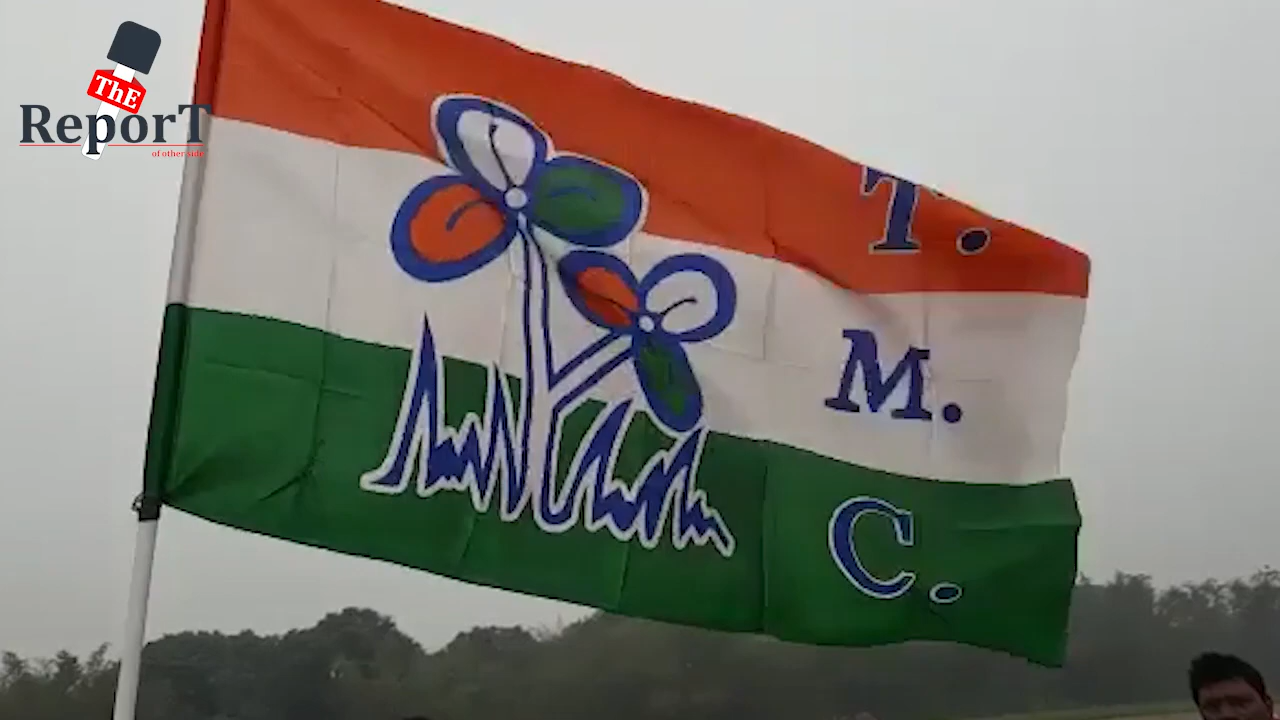 ThE
ReporT
of other side
T.
M.
C.